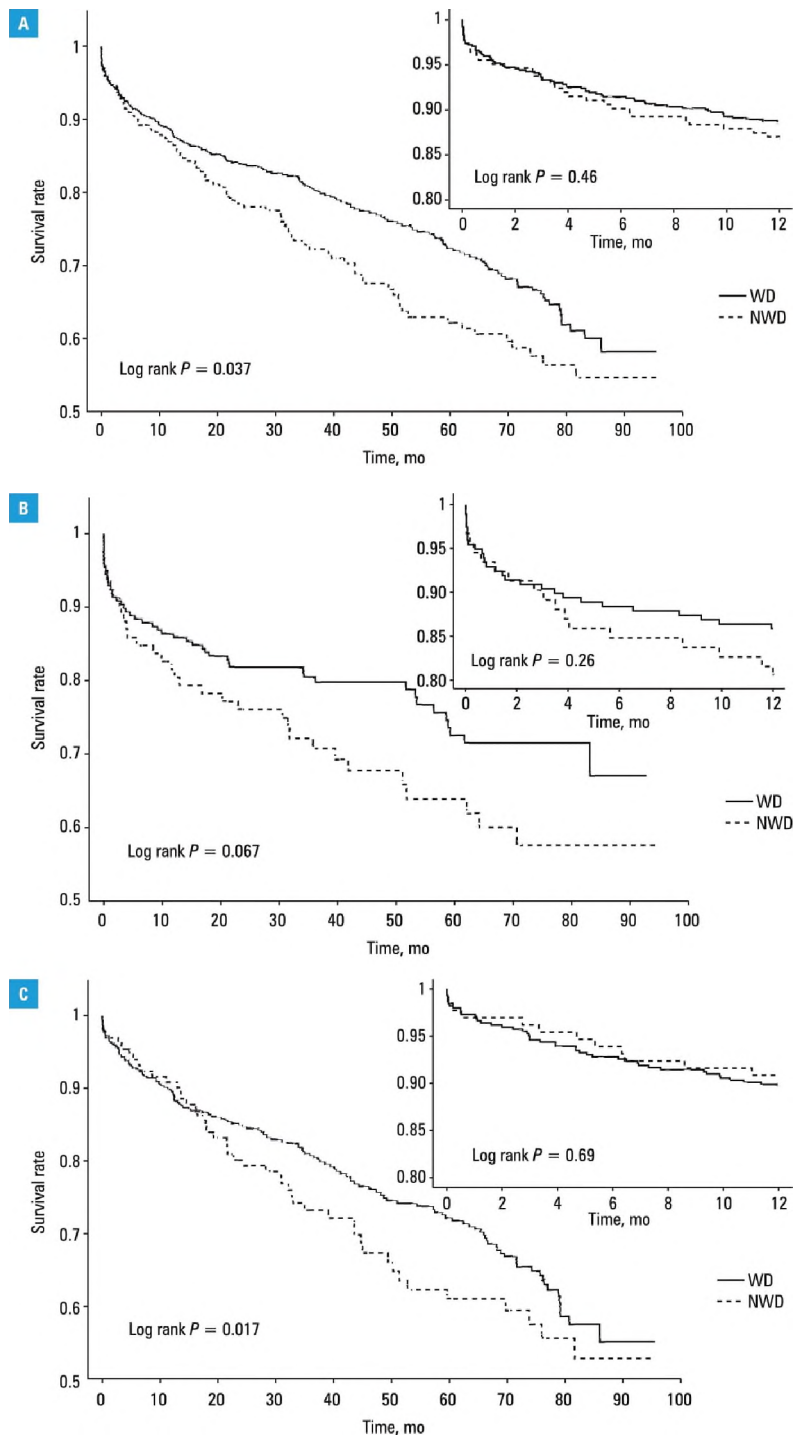 A
1
0.9
0.8
0.7
0.6
0.5
Survival rate
0 10 20 30 40 50 60 70 80 90 100
Time, mo
Log rank P = 0.037
1
0.95
0.90
0.85
0.80
0 2 4 6 8 10 12
Time, mo
Log rank P = 0.46
WD
NWD
B
1
0.9
0.8
0.7
0.6
0.5
Survival rate
0 10 20 30 40 50 60 70 80 90 100
Time, mo
Log rank P = 0.067
1
0.95
0.90
0.85
0.80
0 2 4 6 8 10 12
Time, mo
Log rank P = 0.26
WD
NWD
C
1
0.9
0.8
0.7
0.6
0.5
Survival rate
0 10 20 30 40 50 60 70 80 90 100
Time, mo
Log rank P = 0.017
1
0.95
0.90
0.85
0.80
0 2 4 6 8 10 12
Time, mo
Log rank P = 0.69
WD
NWD